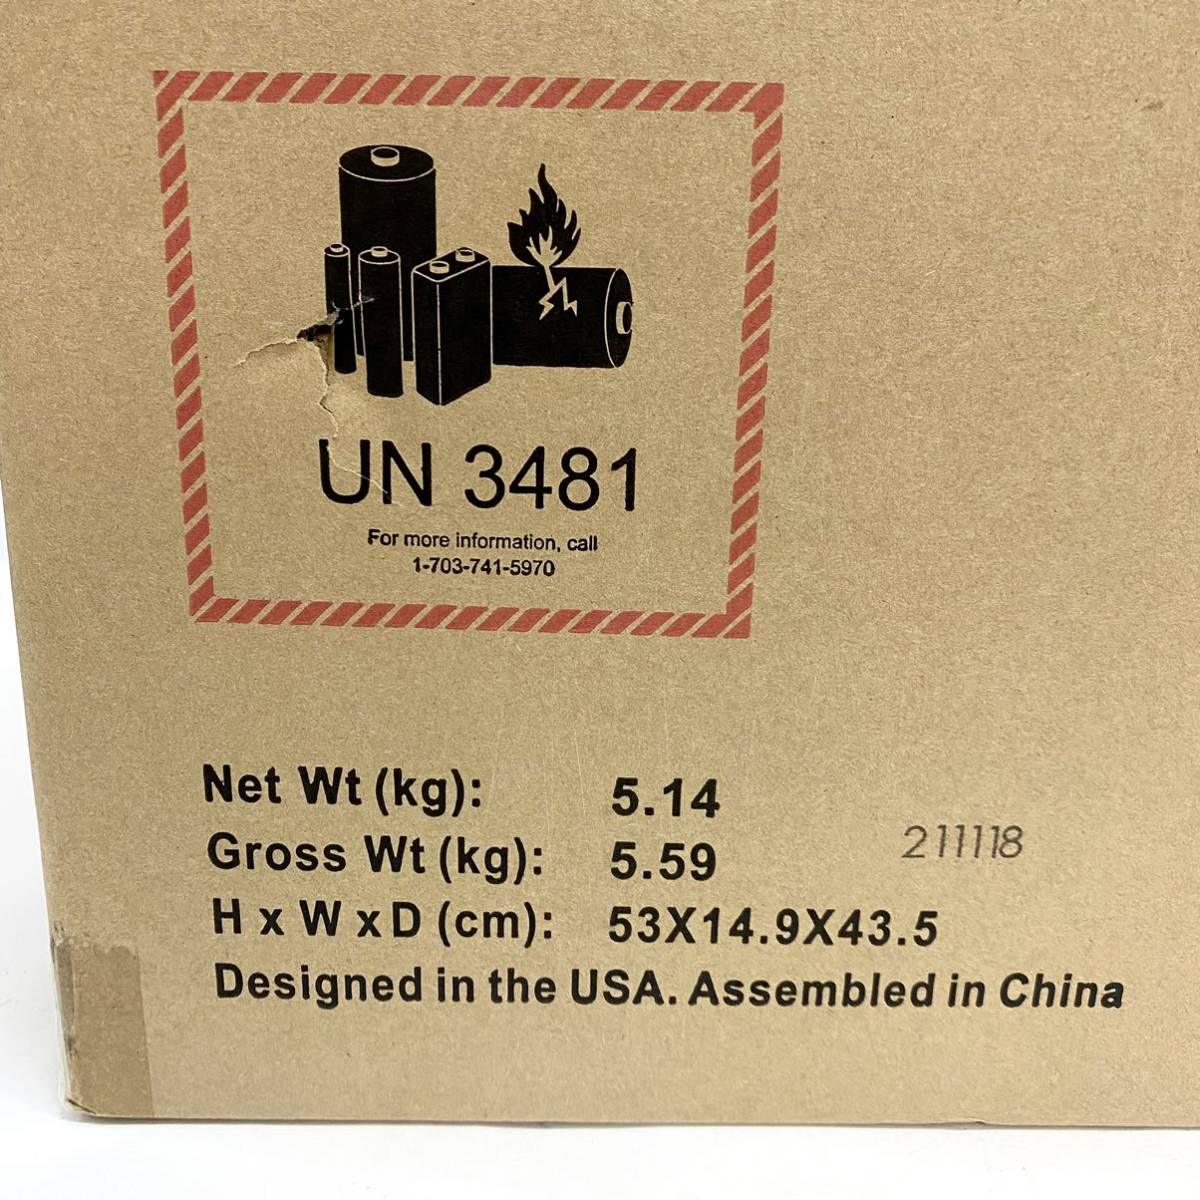 UN 3481
For more information, call
1-703-741-5970
Net Wt (kg): 5.14
Gross Wt (kg): 5.59
211118
H x W x D (cm): 53X14.9X43.5
Designed in the USA. Assembled in China